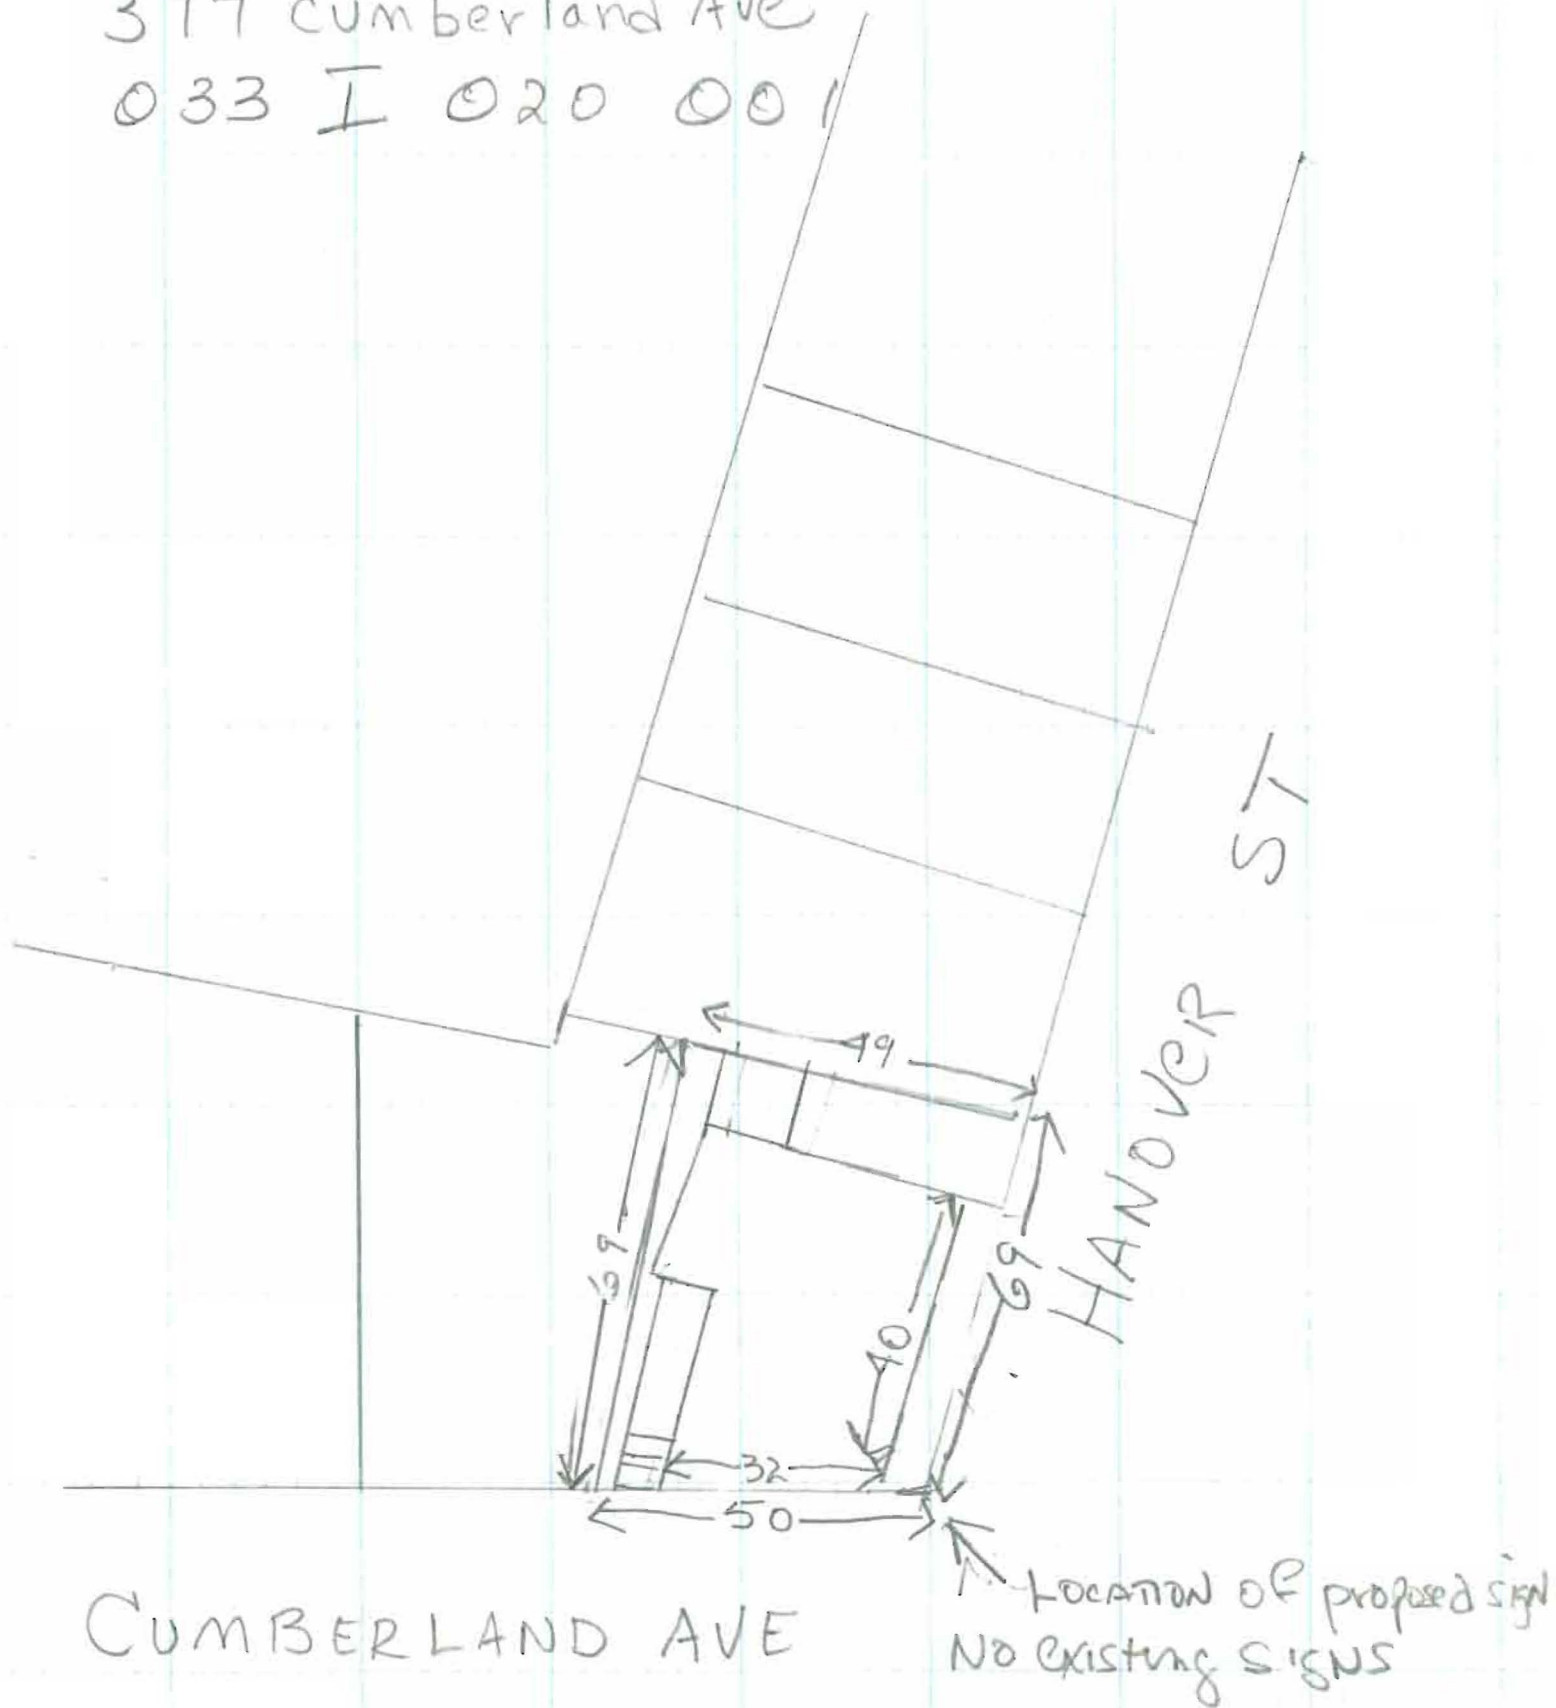 377 Cumberland Ave
033 I 020 001
HANOVER ST
49
69
69
40
32
50
LOCATION OF proposed sign
NO existing SIGNS
CUMBERLAND AVE